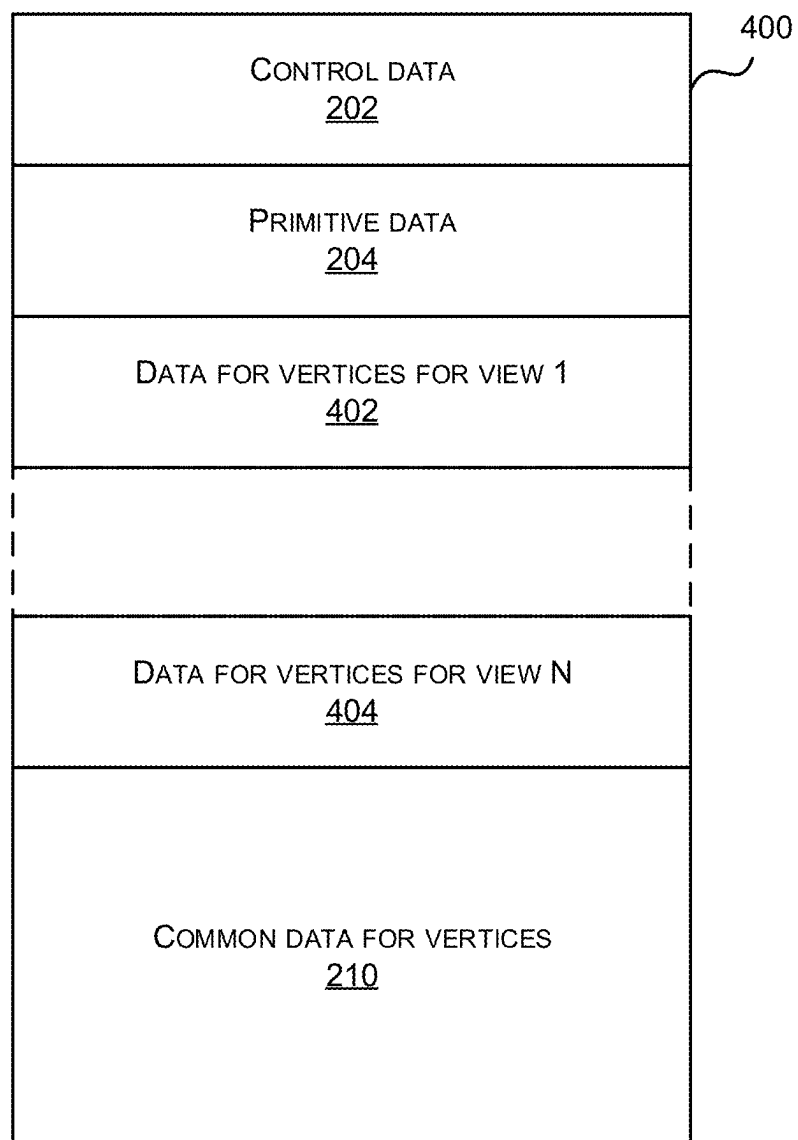 400
CONTROL DATA
202
PRIMITIVE DATA
204
DATA FOR VERTICES FOR VIEW 1
402
DATA FOR VERTICES FOR VIEW N
404
COMMON DATA FOR VERTICES
210